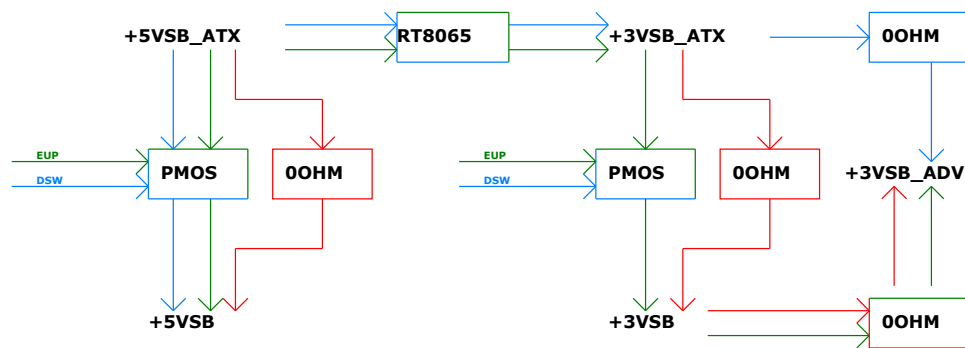 +5VSB_ATX
RT8065
+3VSB_ATX
0OHM
EUP
DSW
PMOS
0OHM
EUP
DSW
PMOS
0OHM
+3VSB_ADV
+5VSB
+3VSB
0OHM